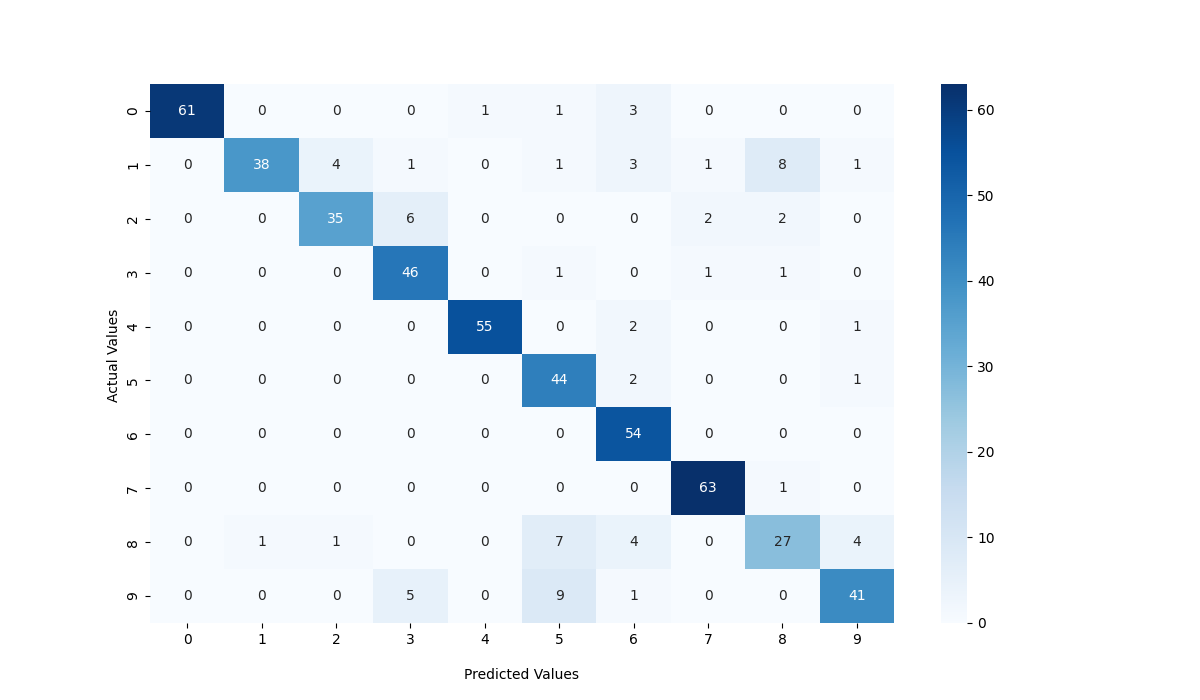 0 61 0 0 0 1 1 3 0 0 0
1 0 38 4 1 0 1 3 1 8 1
2 0 0 35 6 0 0 0 2 2 0
3 0 0 0 46 0 1 0 1 1 0
4 0 0 0 0 55 0 2 0 0 1
5 0 0 0 0 0 44 2 0 0 1
6 0 0 0 0 0 0 54 0 0 0
7 0 0 0 0 0 0 0 63 1 0
8 0 1 1 0 0 7 4 0 27 4
9 0 0 0 5 0 9 1 0 0 41
0 1 2 3 4 5 6 7 8 9
Actual Values
Predicted Values
60
50
40
30
20
10
0